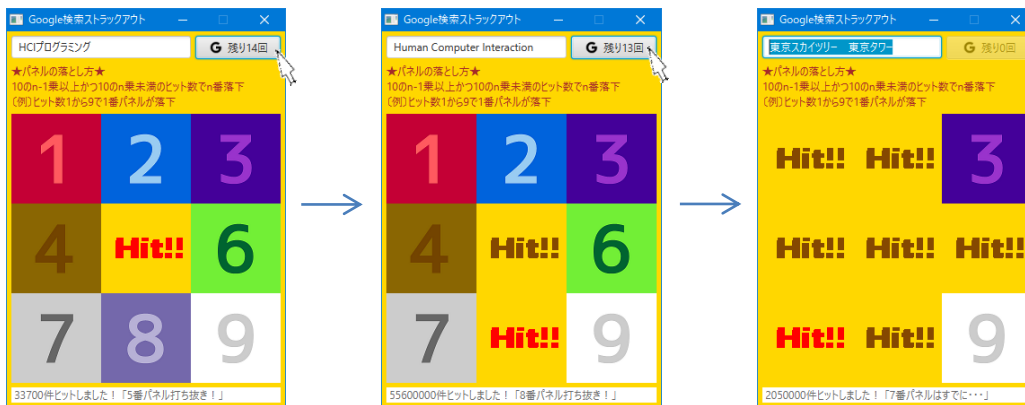 Google検索ストラックアウト
HCIプログラミング
G 残り14回
★パネルの落とし方★
10のn-1乗以上かつ10のn乗未満のヒット数でn番落下
(例)ヒット数1から9で1番パネルが落下
1 2 3
4 Hit!! 6
7 8 9
33700件ヒットしました！「5番パネル打ち抜き！」
Google検索ストラックアウト
Human Computer Interaction
G 残り13回
★パネルの落とし方★
10のn-1乗以上かつ10のn乗未満のヒット数でn番落下
(例)ヒット数1から9で1番パネルが落下
1 2 3
4 Hit!! 6
7 Hit!! 9
55600000件ヒットしました！「8番パネル打ち抜き！」
Google検索ストラックアウト
東京スカイツリー　東京タワー
G 残り0回
★パネルの落とし方★
10のn-1乗以上かつ10のn乗未満のヒット数でn番落下
(例)ヒット数1から9で1番パネルが落下
Hit!! Hit!! 3
Hit!! Hit!! Hit!!
Hit!! Hit!! 9
2050000件ヒットしました！「7番パネルはすでに・・・」